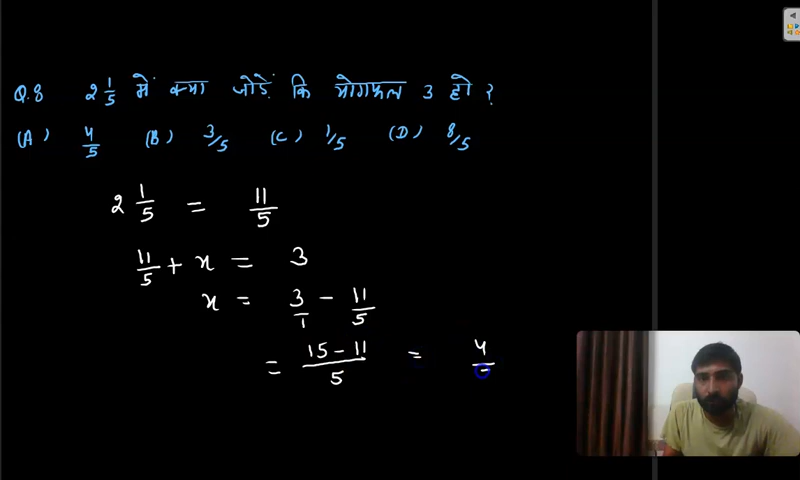 Q.8 2 1/5 में क्या जोड़ें कि योगफल 3 हो ?
(A) 4/5 (B) 3/5 (C) 1/5 (D) 8/5
2 1/5 = 11/5
11/5 + x = 3
x = 3/1 - 11/5
= 15-11/5 = 4/